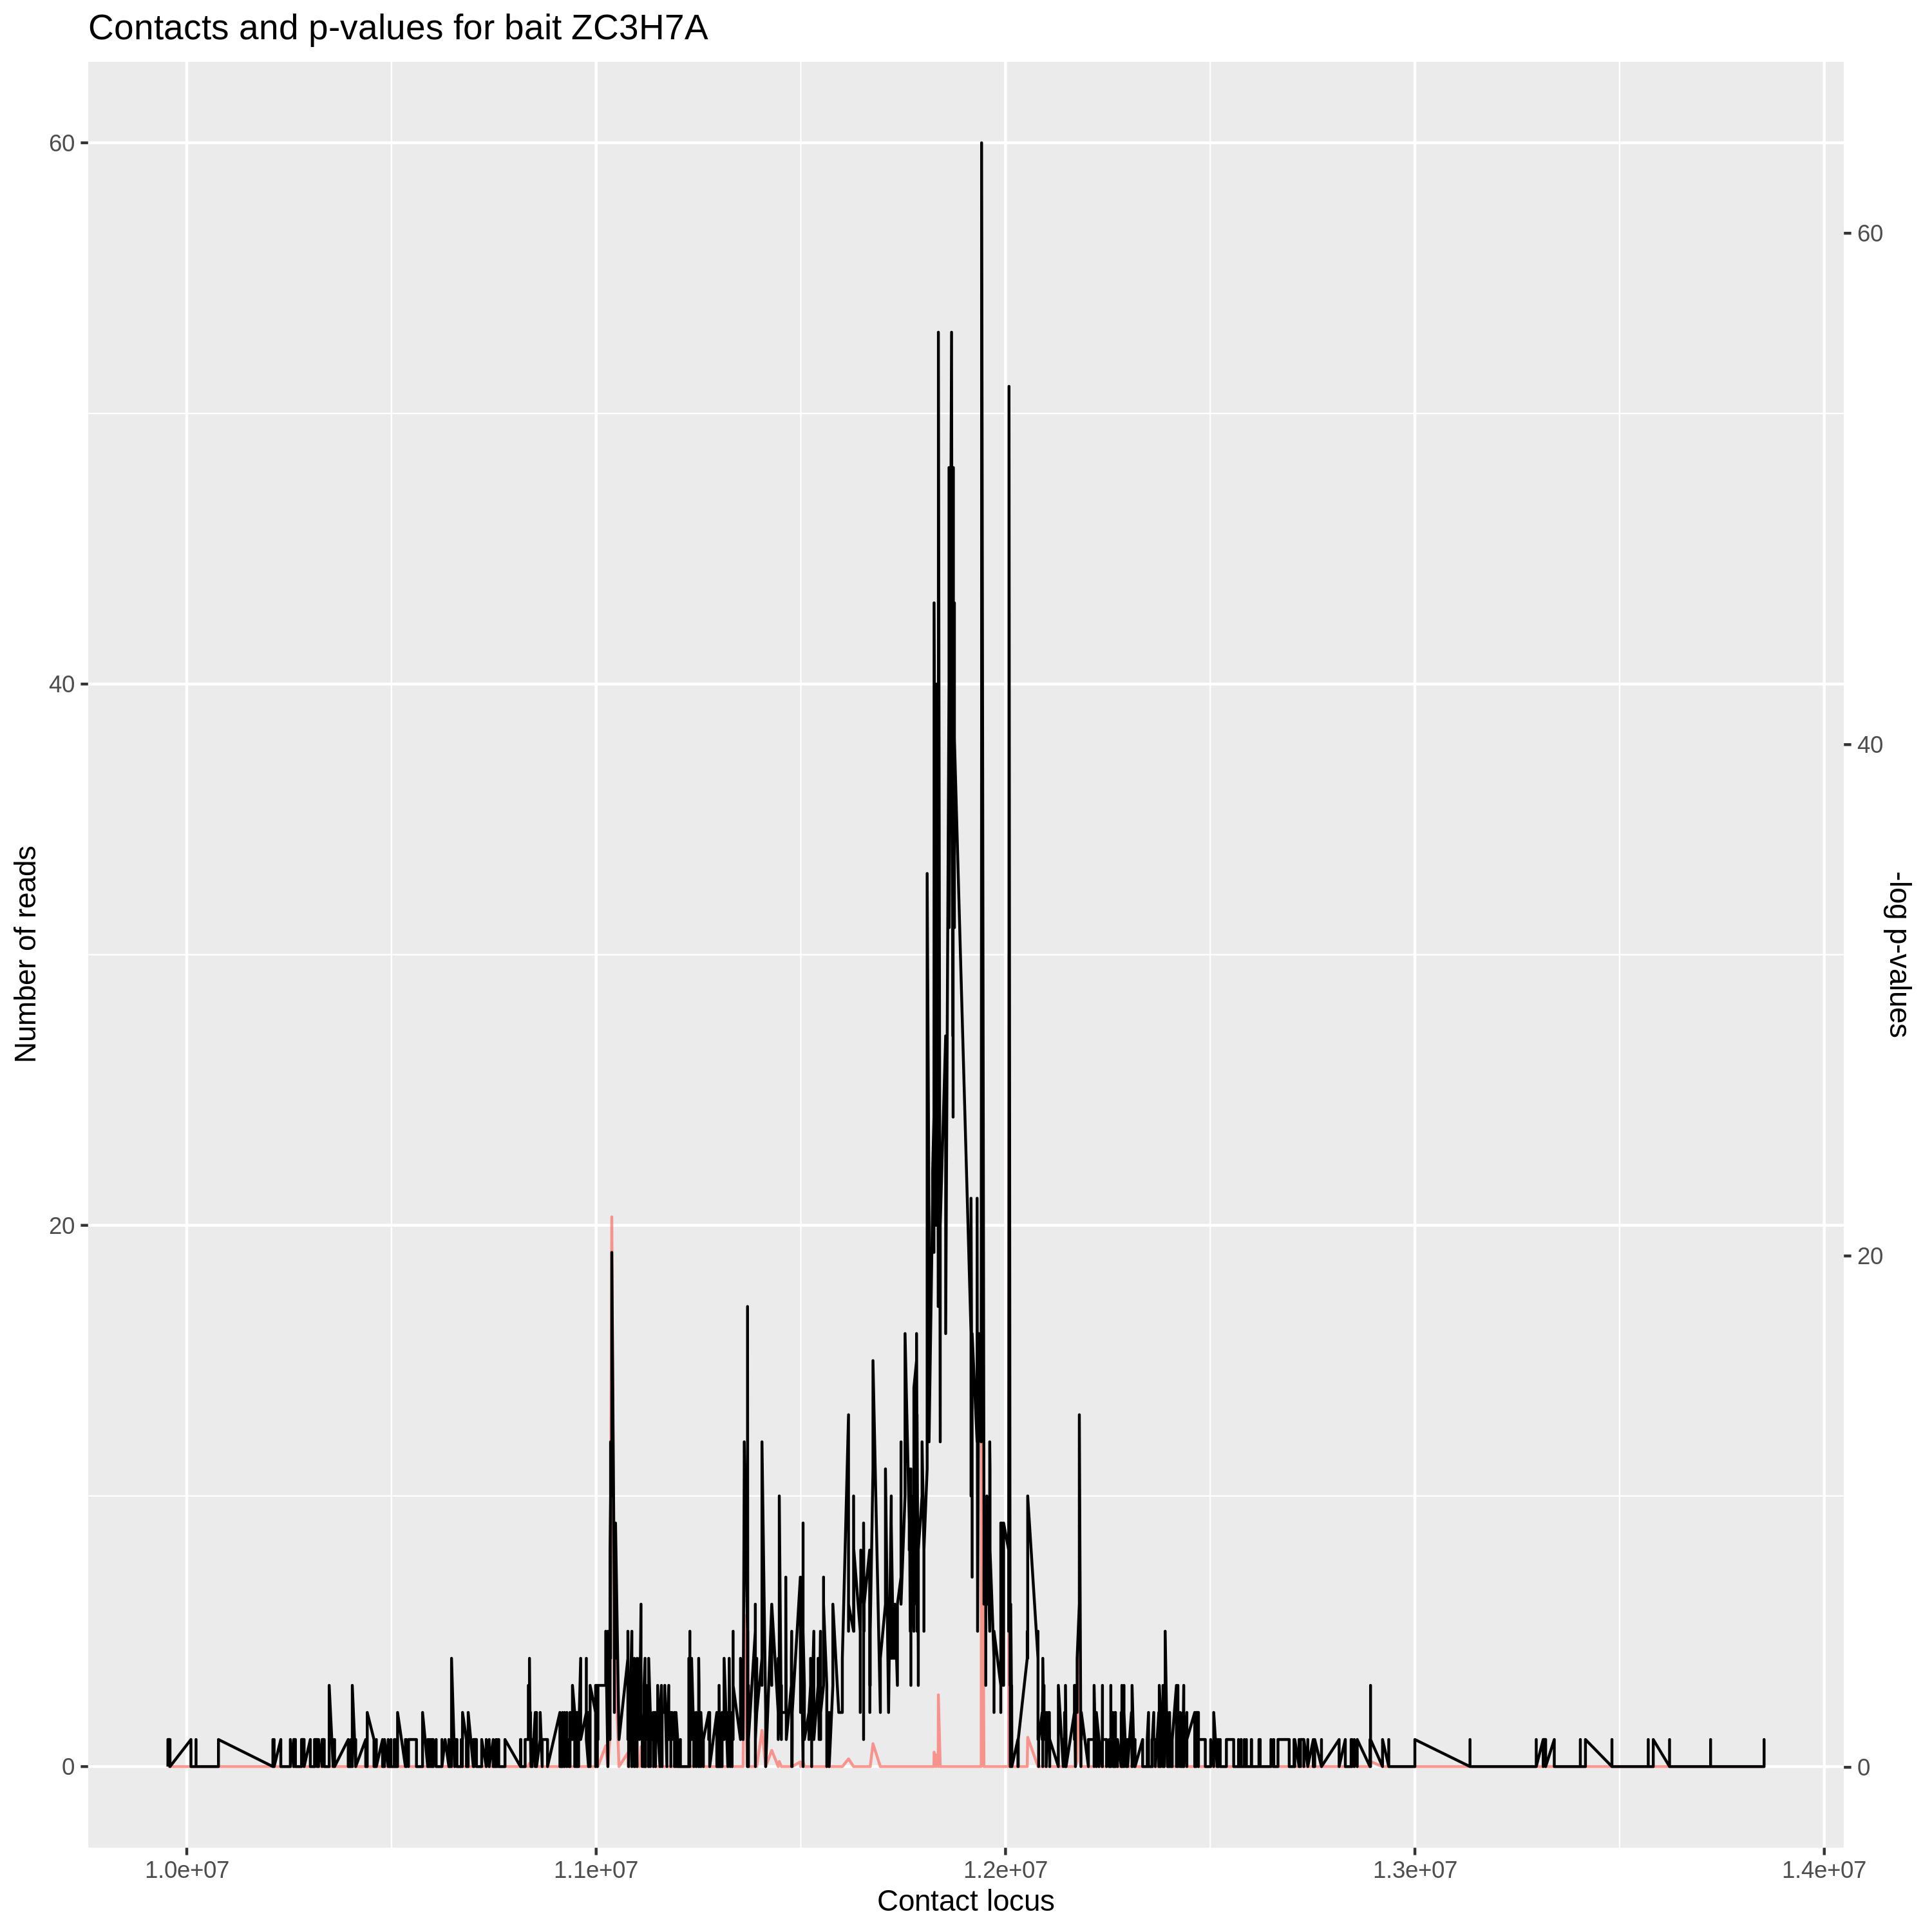 Contacts and p-values for bait ZC3H7A
60
40
20
0
Number of reads
60
40
20
0
-log p-values
1.0e+07
1.1e+07
1.2e+07
1.3e+07
1.4e+07
Contact locus